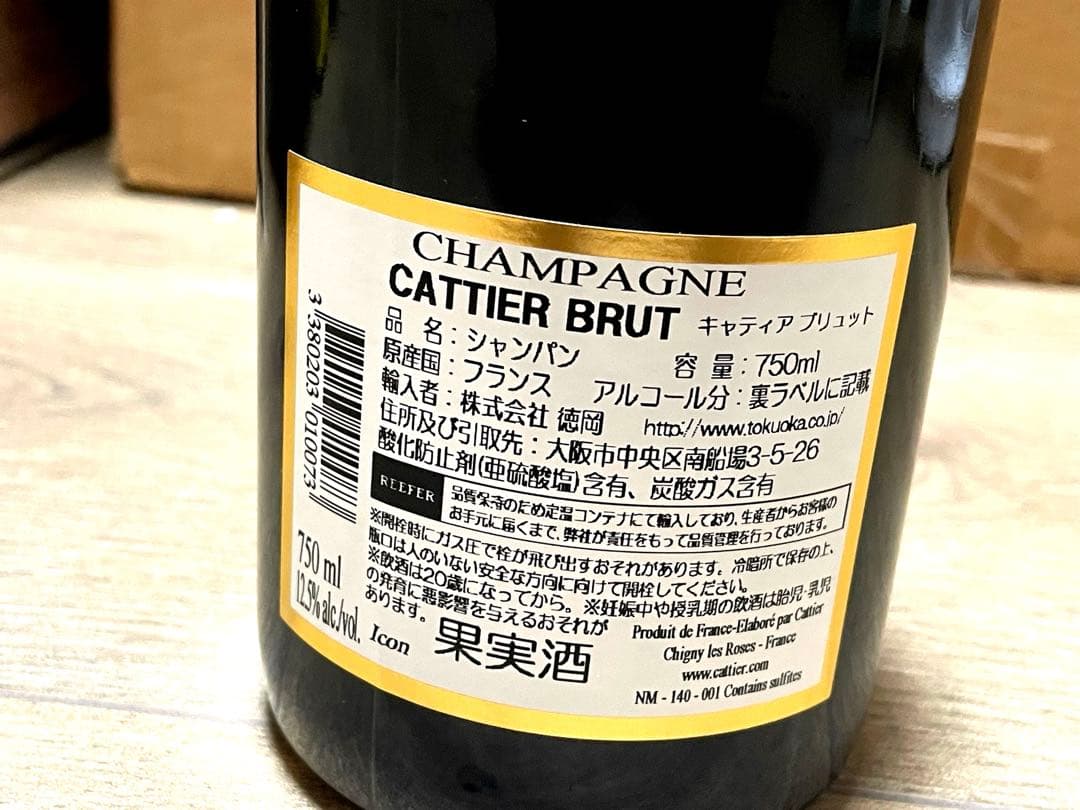 CHAMPAGNE
CATTIER BRUT キャティア ブリュット
品 名：シャンパン 容 量：750ml
原産国：フランス アルコール分：裏ラベルに記載
輸入者：株式会社 徳岡 http://www.tokuoka.co.jp/
住所及び引取先：大阪市中央区南船場3-5-26
酸化防止剤(亜硫酸塩)含有、炭酸ガス含有
REEFER
品質保守のため定温コンテナにて輸入しており、生産者からお客様の
お手元に届くまで、弊社が責任をもって品質管理を行っております。
※開栓時にガス圧で栓が飛び出すおそれがあります。冷暗所で保存の上、
瓶口は人のいない安全な方向に向けて開栓してください。
※飲酒は20歳になってから。※妊娠中や授乳期の飲酒は胎児・乳児
の発育に悪影響を与えるおそれが
あります。
Icon
果実酒
Produit de France-Elaboré par Cattier
Chigny les Roses - France
www.cattier.com
NM - 140 - 001 Contains sulfites
3 380203 010073
750 ml
12.5% alc./vol.